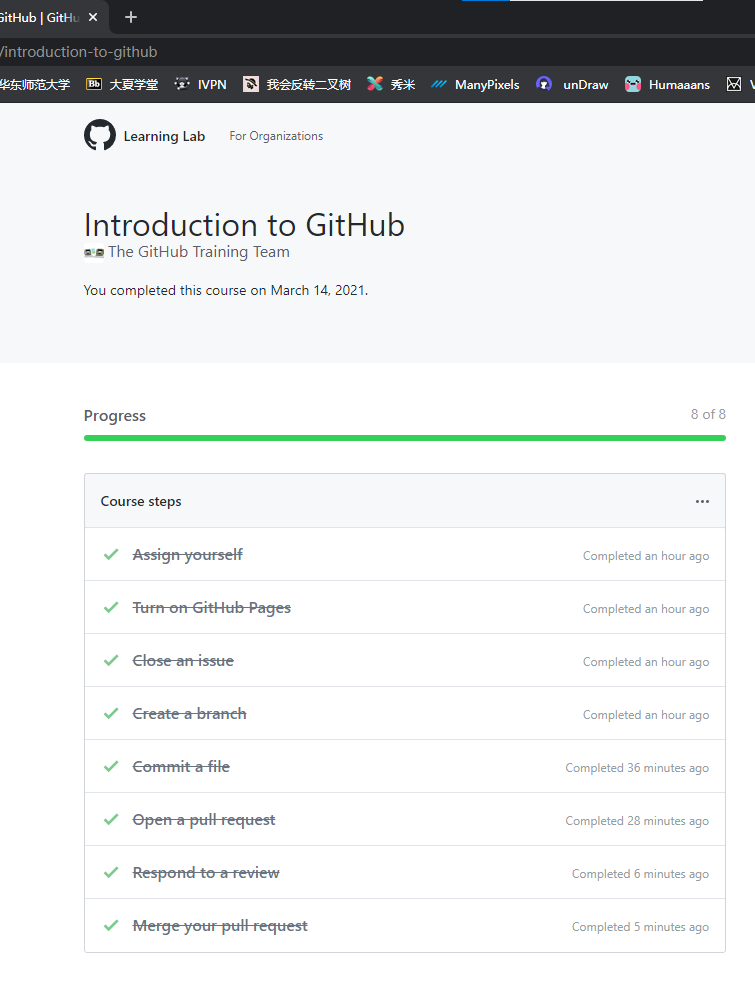 GitHub | GitHu
/introduction-to-github
华东师范大学 Bb 大夏学堂 IVPN 我会反转二叉树 秀米 ManyPixels unDraw Humaaans
Learning Lab For Organizations
Introduction to GitHub
The GitHub Training Team
You completed this course on March 14, 2021.
Progress 8 of 8
Course steps
Assign yourself Completed an hour ago
Turn on GitHub Pages Completed an hour ago
Close an issue Completed an hour ago
Create a branch Completed an hour ago
Commit a file Completed 36 minutes ago
Open a pull request Completed 28 minutes ago
Respond to a review Completed 6 minutes ago
Merge your pull request Completed 5 minutes ago